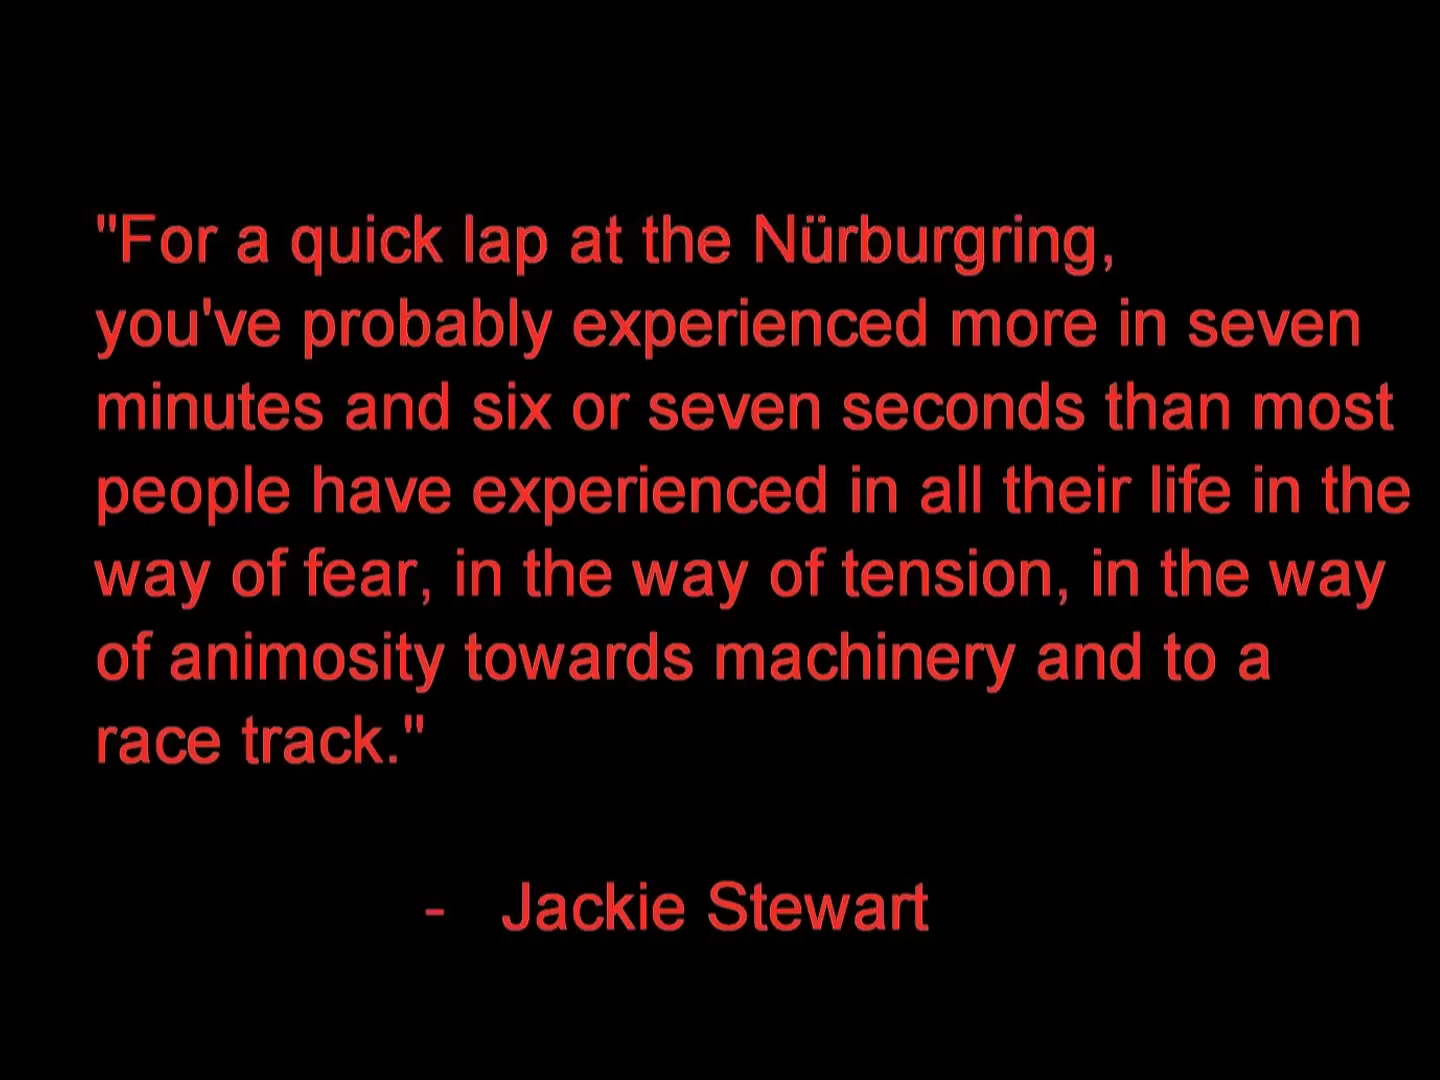 "For a quick lap at the Nürburgring,
you've probably experienced more in seven
minutes and six or seven seconds than most
people have experienced in all their life in the
way of fear, in the way of tension, in the way
of animosity towards machinery and to a
race track."
- Jackie Stewart